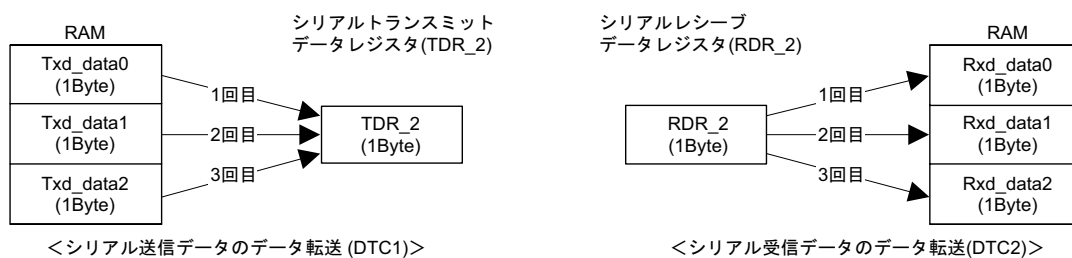 RAM
Txd_data0
(1Byte)
Txd_data1
(1Byte)
Txd_data2
(1Byte)
1回目
2回目
3回目
シリアルトランスミット
データレジスタ(TDR_2)
TDR_2
(1Byte)
＜シリアル送信データのデータ転送 (DTC1)＞
シリアルレシーブ
データレジスタ(RDR_2)
RDR_2
(1Byte)
1回目
2回目
3回目
RAM
Rxd_data0
(1Byte)
Rxd_data1
(1Byte)
Rxd_data2
(1Byte)
＜シリアル受信データのデータ転送(DTC2)＞